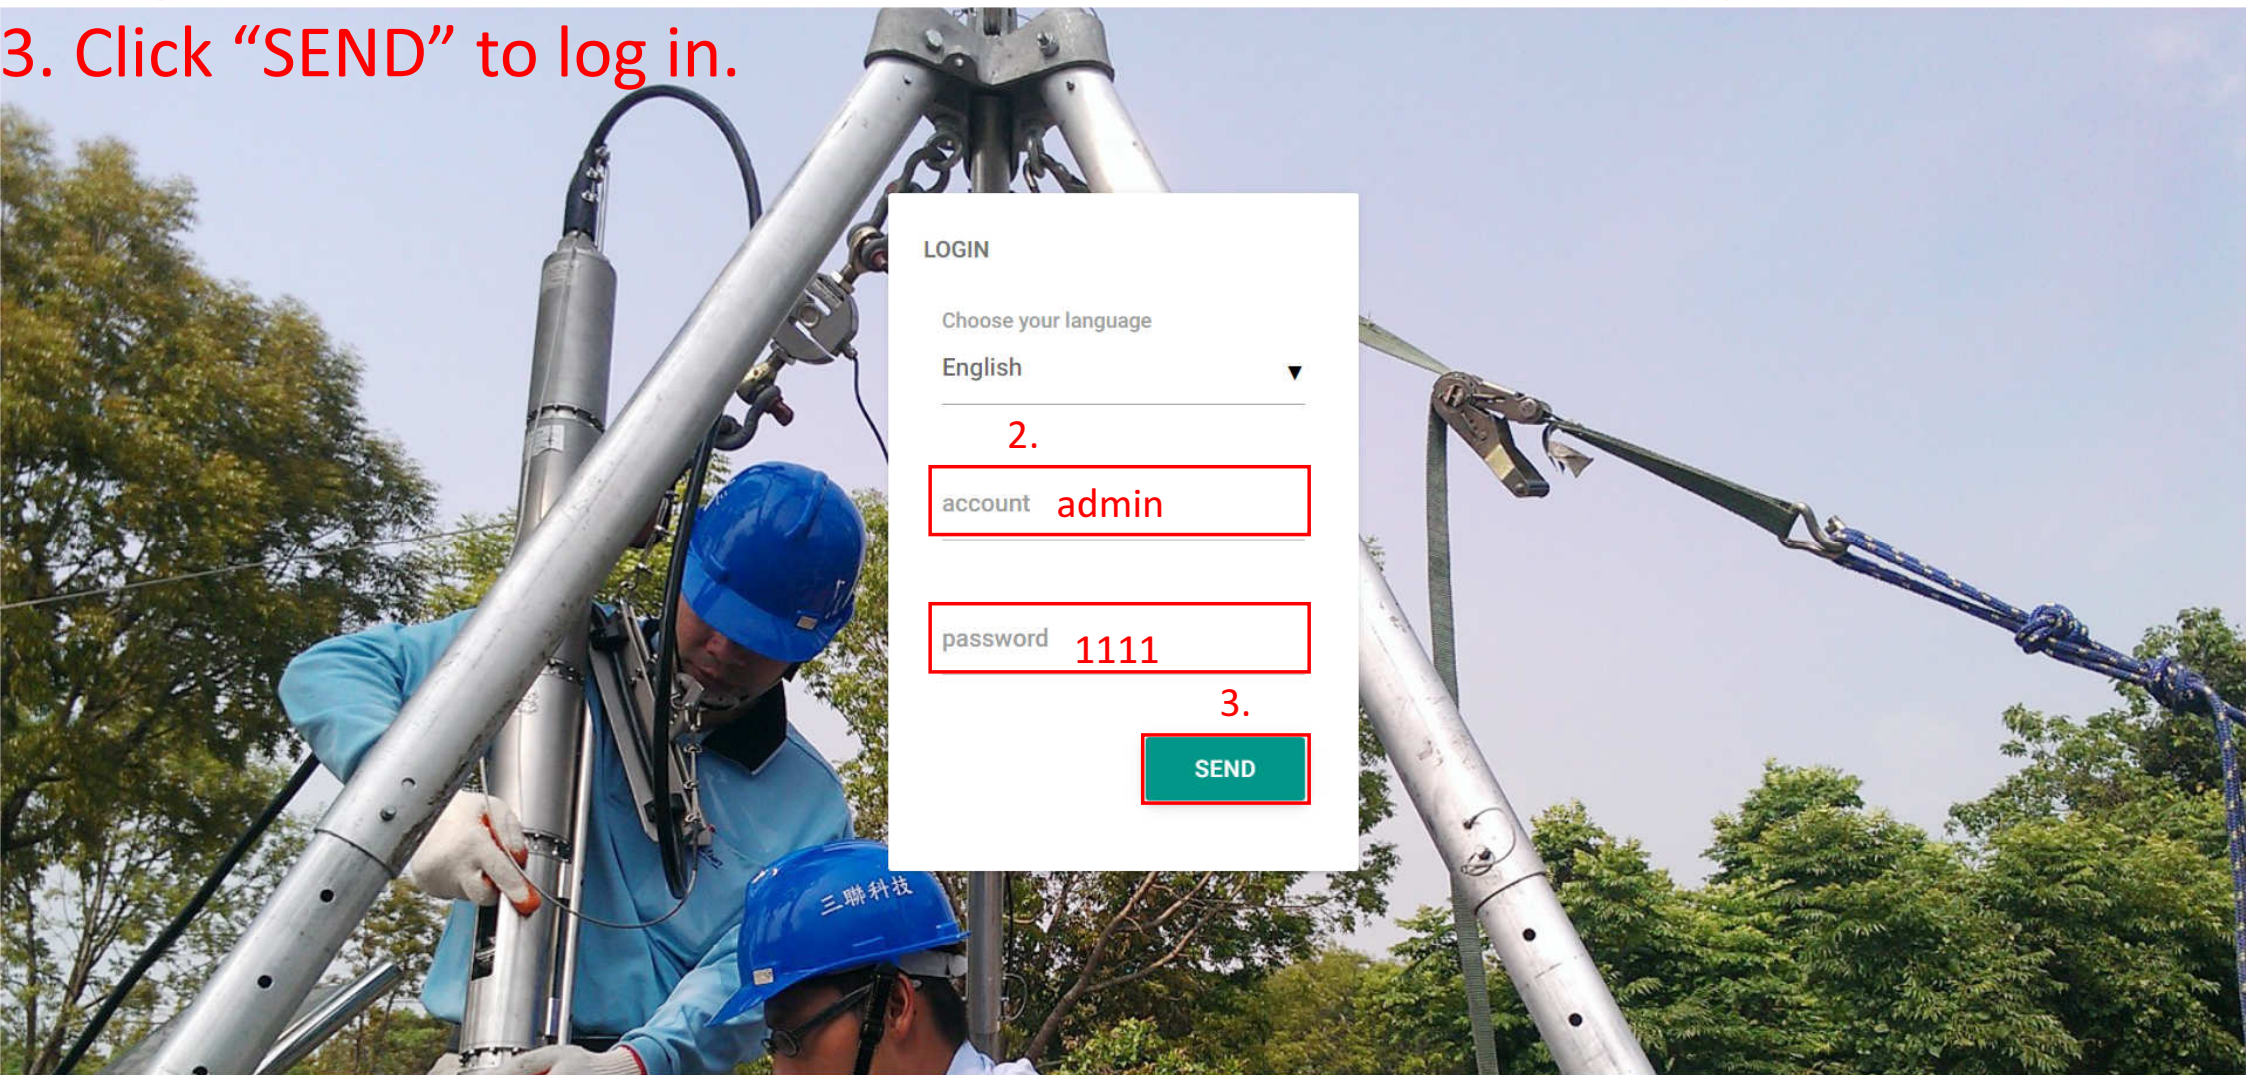 3. Click “SEND” to log in.
LOGIN
Choose your language
English
2.
account admin
password 1111
3.
SEND
三聯科技